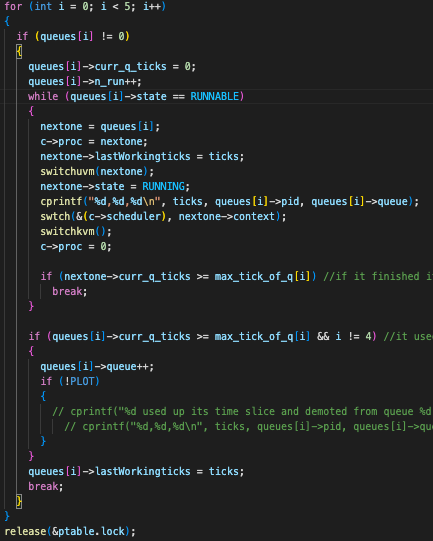 for (int i = 0; i < 5; i++)
{
if (queues[i] != 0)
{
queues[i]->curr_q_ticks = 0;
queues[i]->n_run++;
while (queues[i]->state == RUNNABLE)
{
nextone = queues[i];
c->proc = nextone;
nextone->lastWorkingticks = ticks;
switchuvm(nextone);
nextone->state = RUNNING;
cprintf("%d,%d,%d\n", ticks, queues[i]->pid, queues[i]->queue);
swtch(&(c->scheduler), nextone->context);
switchkvm();
c->proc = 0;
if (nextone->curr_q_ticks >= max_tick_of_q[i]) //if it finished i
break;
}
if (queues[i]->curr_q_ticks >= max_tick_of_q[i] && i != 4) //it used
{
queues[i]->queue++;
if (!PLOT)
{
// cprintf("%d used up its time slice and demoted from queue %d
// cprintf("%d,%d,%d\n", ticks, queues[i]->pid, queues[i]->qu
}
}
queues[i]->lastWorkingticks = ticks;
break;
}
}
release(&ptable.lock);